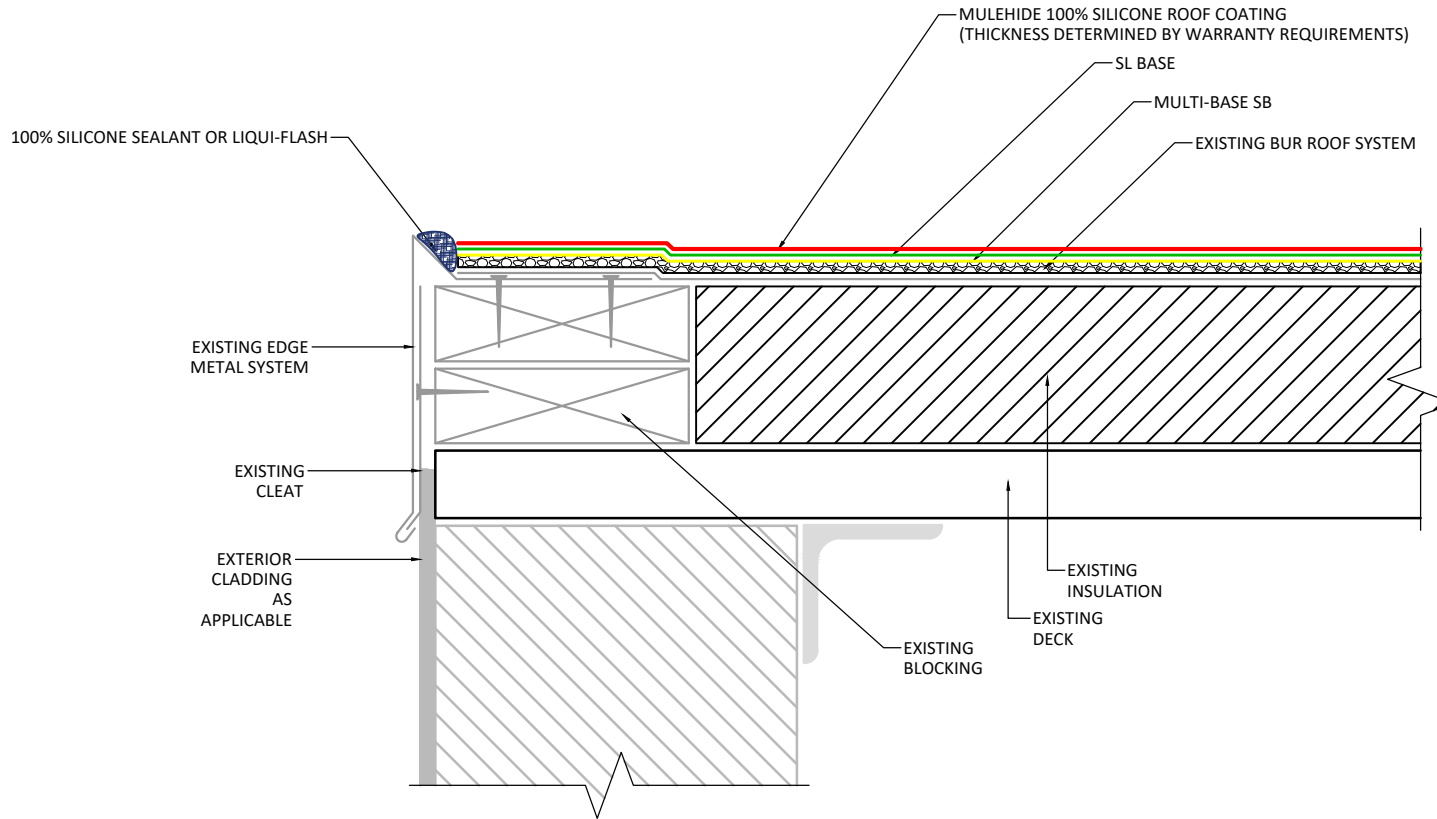 MULEHIDE 100% SILICONE ROOF COATING
(THICKNESS DETERMINED BY WARRANTY REQUIREMENTS)
SL BASE
MULTI-BASE SB
100% SILICONE SEALANT OR LIQUI-FLASH
EXISTING BUR ROOF SYSTEM
EXISTING EDGE
METAL SYSTEM
EXISTING
CLEAT
EXTERIOR
CLADDING
AS
APPLICABLE
EXISTING
INSULATION
EXISTING
DECK
EXISTING
BLOCKING